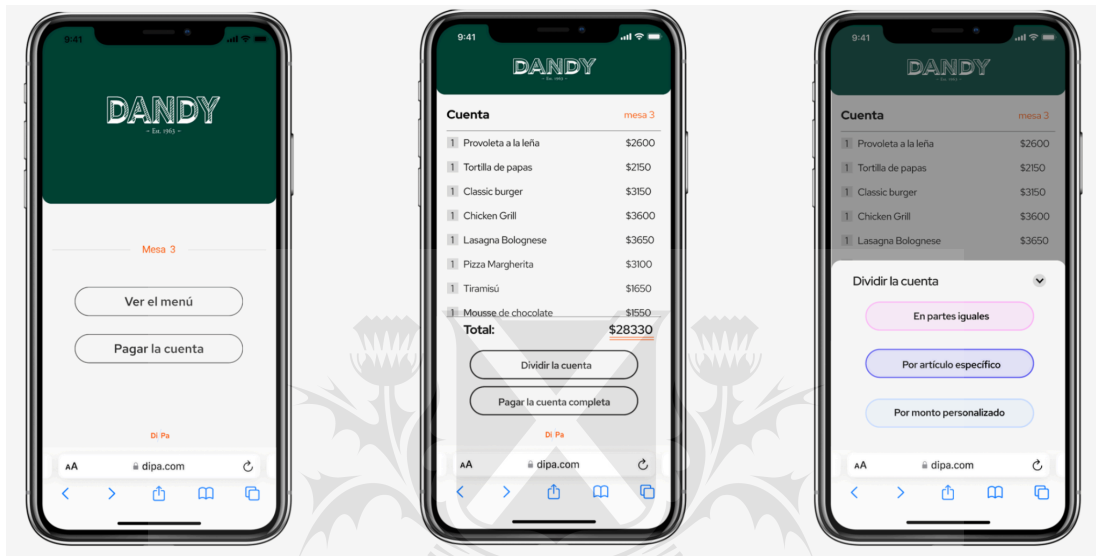 9:41
DANDY
- Est. 1963 -
Mesa 3
Ver el menú
Pagar la cuenta
Di Pa
AA dipa.com
9:41
DANDY
- Est. 1963 -
Cuenta mesa 3
1 Provoleta a la leña $2600
1 Tortilla de papas $2150
1 Classic burger $3150
1 Chicken Grill $3600
1 Lasagna Bolognese $3650
1 Pizza Margherita $3100
1 Tiramisú $1650
1 Mousse de chocolate $1550
Total: $28330
Dividir la cuenta
Pagar la cuenta completa
Di Pa
AA dipa.com
9:41
DANDY
- Est. 1963 -
Cuenta mesa 3
1 Provoleta a la leña $2600
1 Tortilla de papas $2150
1 Classic burger $3150
1 Chicken Grill $3600
1 Lasagna Bolognese $3650
Dividir la cuenta
En partes iguales
Por artículo específico
Por monto personalizado
AA dipa.com